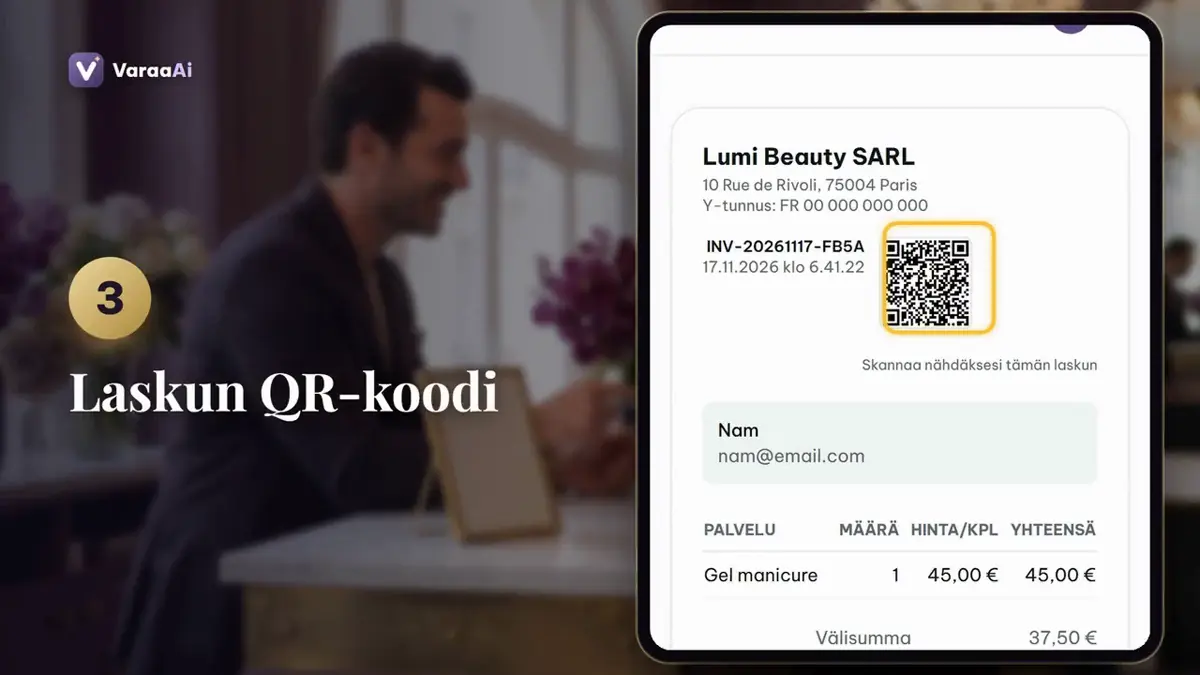 VaraaAi
3
Laskun QR-koodi
Lumi Beauty SARL
10 Rue de Rivoli, 75004 Paris
Y-tunnus: FR 00 000 000 000
INV-20261117-FB5A
17.11.2026 klo 6.41.22
Skannaa nähdäksesi tämän laskun
Nam
nam@email.com
PALVELU MÄÄRÄ HINTA/KPL YHTEENSÄ
Gel manicure 1 45,00 € 45,00 €
Välisumma 37,50 €